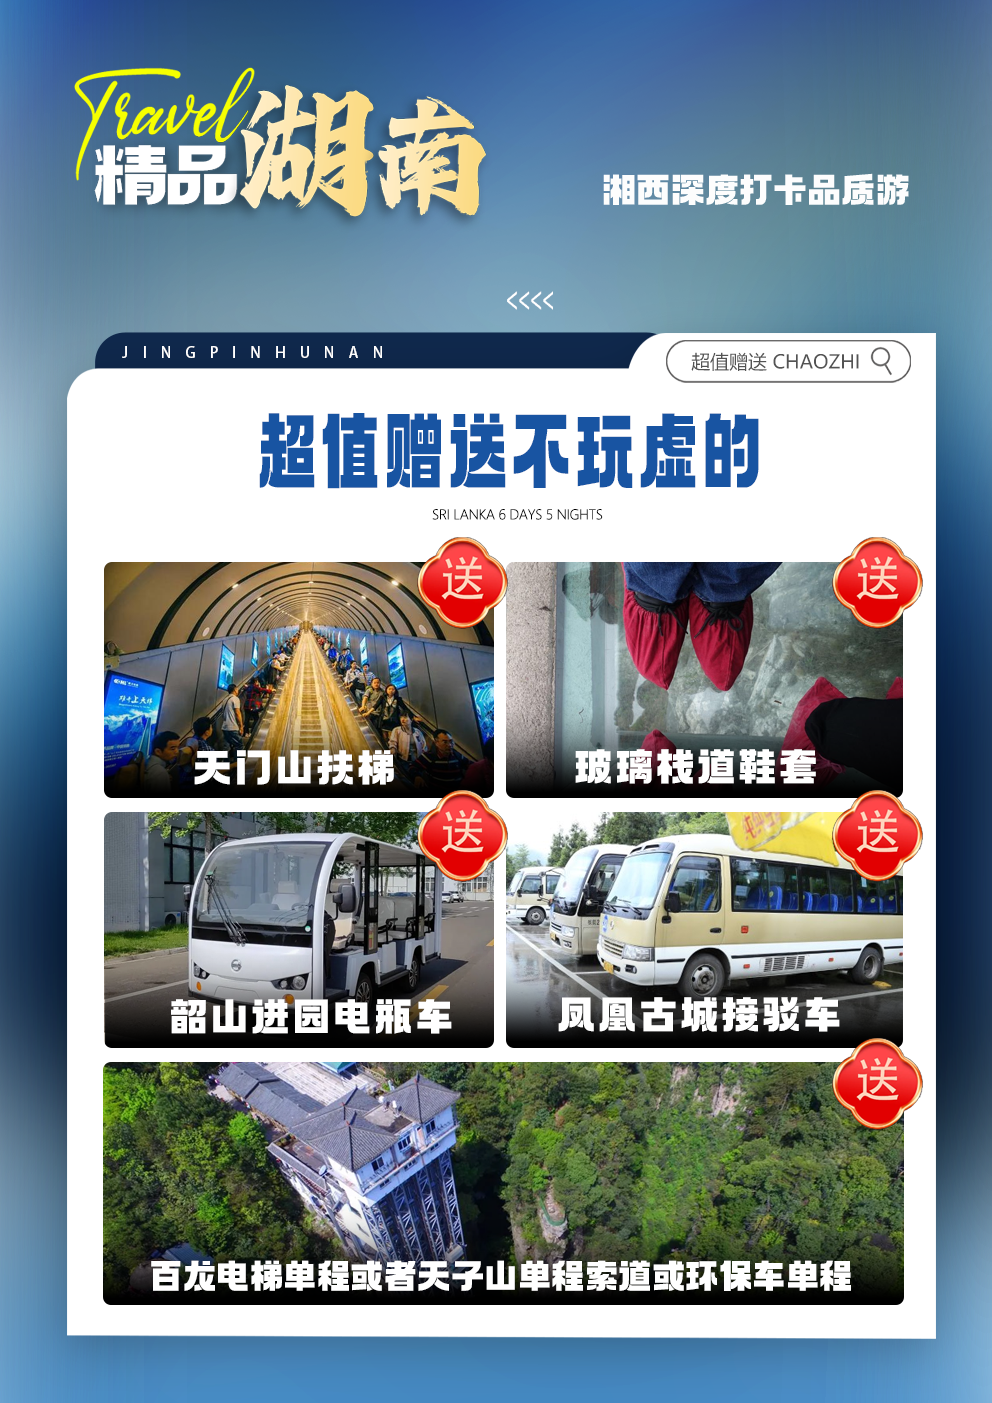 Travel
精品湖南
湘西深度打卡品质游
<<<<
JINGPINHUNAN
超值赠送 CHAOZHI
超值赠送不玩虚的
SRI LANKA 6 DAYS 5 NIGHTS
送
送
天门山扶梯
玻璃栈道鞋套
送
送
韶山进园电瓶车
凤凰古城接驳车
送
百龙电梯单程或者天子山单程索道或环保车单程